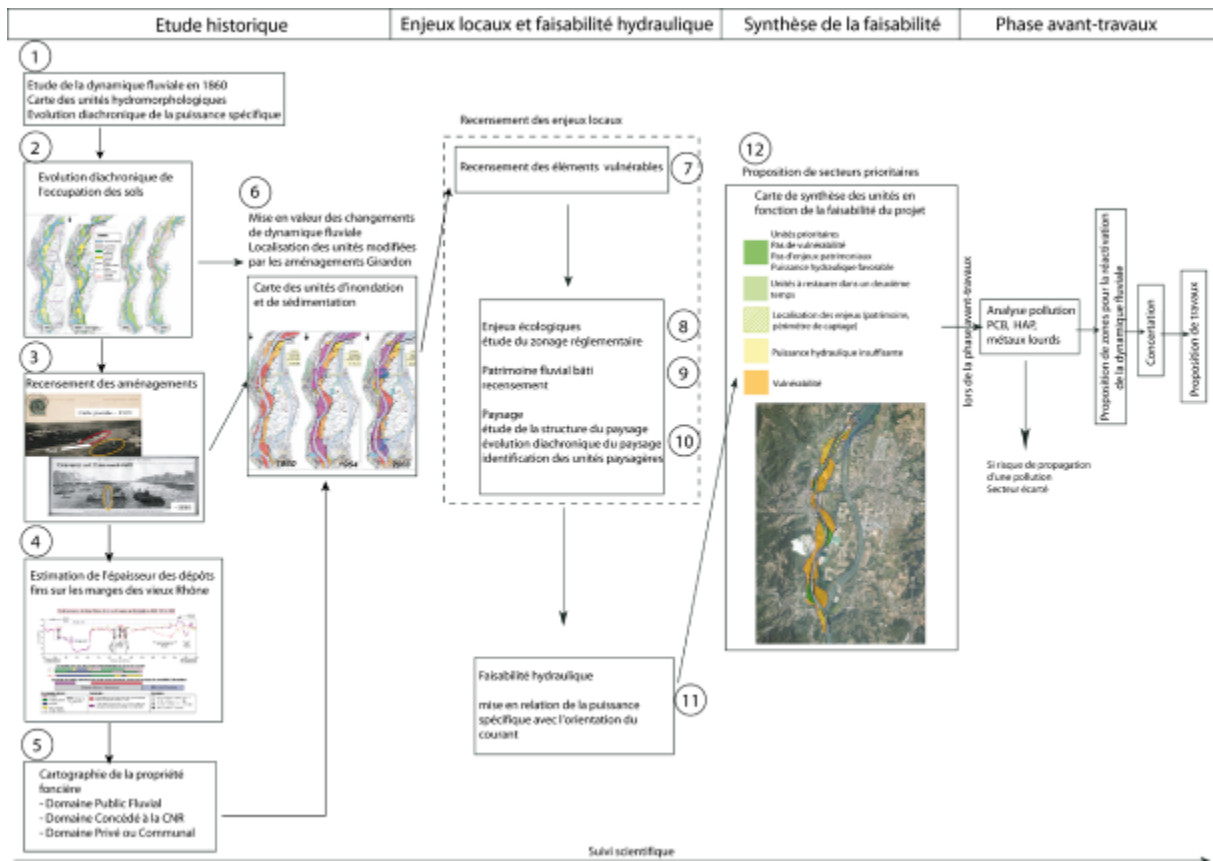 Etude historique
Enjeux locaux et faisabilité hydraulique
Synthèse de la faisabilité
Phase avant-travaux
1
Etude de la dynamique fluviale en 1860
Carte des unités hydromorphologiques
Evolution diachronique de la puissance spécifique
2
Evolution diachronique de
l'occupation des sols
3
Recensement des aménagements
4
Estimation de l'épaisseur des dépôts
fins sur les marges des vieux Rhône
5
Cartographie de la propriété
foncière
- Domaine Public Fluvial
- Domaine Concédé à la CNR
- Domaine Privé ou Communal
6
Mise en valeur des changements
de dynamique fluviale
Localisation des unités modifiées
par les aménagements Girardon
Carte des unités d'inondation
et de sédimentation
1860
1954
Recensement des enjeux locaux
Recensement des éléments vulnérables
7
Enjeux écologiques
étude du zonage réglementaire
8
Patrimoine fluvial bâti
recensement
9
Paysage
étude de la structure du paysage
évolution diachronique du paysage
identification des unités paysagères
10
Faisabilité hydraulique
mise en relation de la puissance
spécifique avec l'orientation du
courant
11
12
Proposition de secteurs prioritaires
Carte de synthèse des unités en
fonction de la faisabilité du projet
Unités prioritaires
Pas de vulnérabilité
Pas d'enjeux patrimoniaux
Puissance hydraulique favorable
Unités à restaurer dans un deuxième
temps
Localisation des enjeux (patrimoine,
périmètre de captage)
Puissance hydraulique insuffisante
Vulnérabilité
lors de la phase avant-travaux
Analyse pollution
PCB, HAP,
métaux lourds
Si risque de propagation
d'une pollution
Secteur écarté
Proposition de zones pour la réactivation
de la dynamique fluviale
Concertation
Proposition de travaux
Suivi scientifique